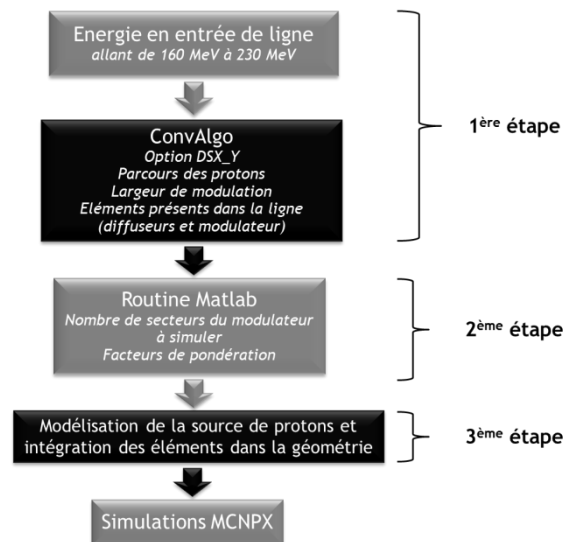 Energie en entrée de ligne
allant de 160 MeV à 230 MeV
ConvAlgo
Option DSX_Y
Parcours des protons
Largeur de modulation
Eléments présents dans la ligne
(diffuseurs et modulateur)
1ère étape
Routine Matlab
Nombre de secteurs du modulateur
à simuler
Facteurs de pondération
2ème étape
Modélisation de la source de protons et
intégration des éléments dans la géométrie
3ème étape
Simulations MCNPX